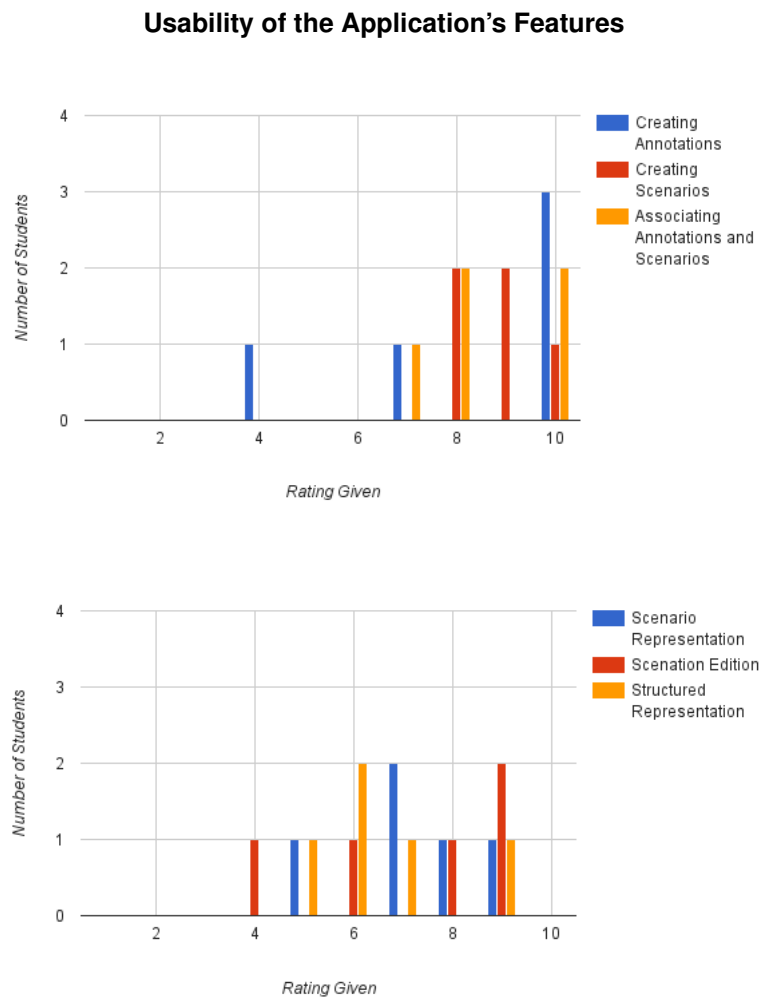 Usability of the Application's Features
4
3
2
1
0
Number of Students
2 4 6 8 10
Rating Given
Creating
Annotations
Creating
Scenarios
Associating
Annotations and
Scenarios
4
3
2
1
0
Number of Students
2 4 6 8 10
Rating Given
Scenario
Representation
Scenation Edition
Structured
Representation